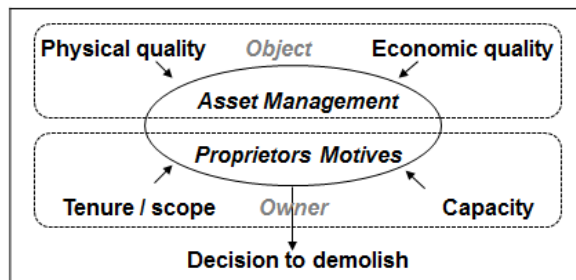 Physical quality Object Economic quality
Asset Management
Proprietors Motives
Tenure / scope Owner Capacity
Decision to demolish